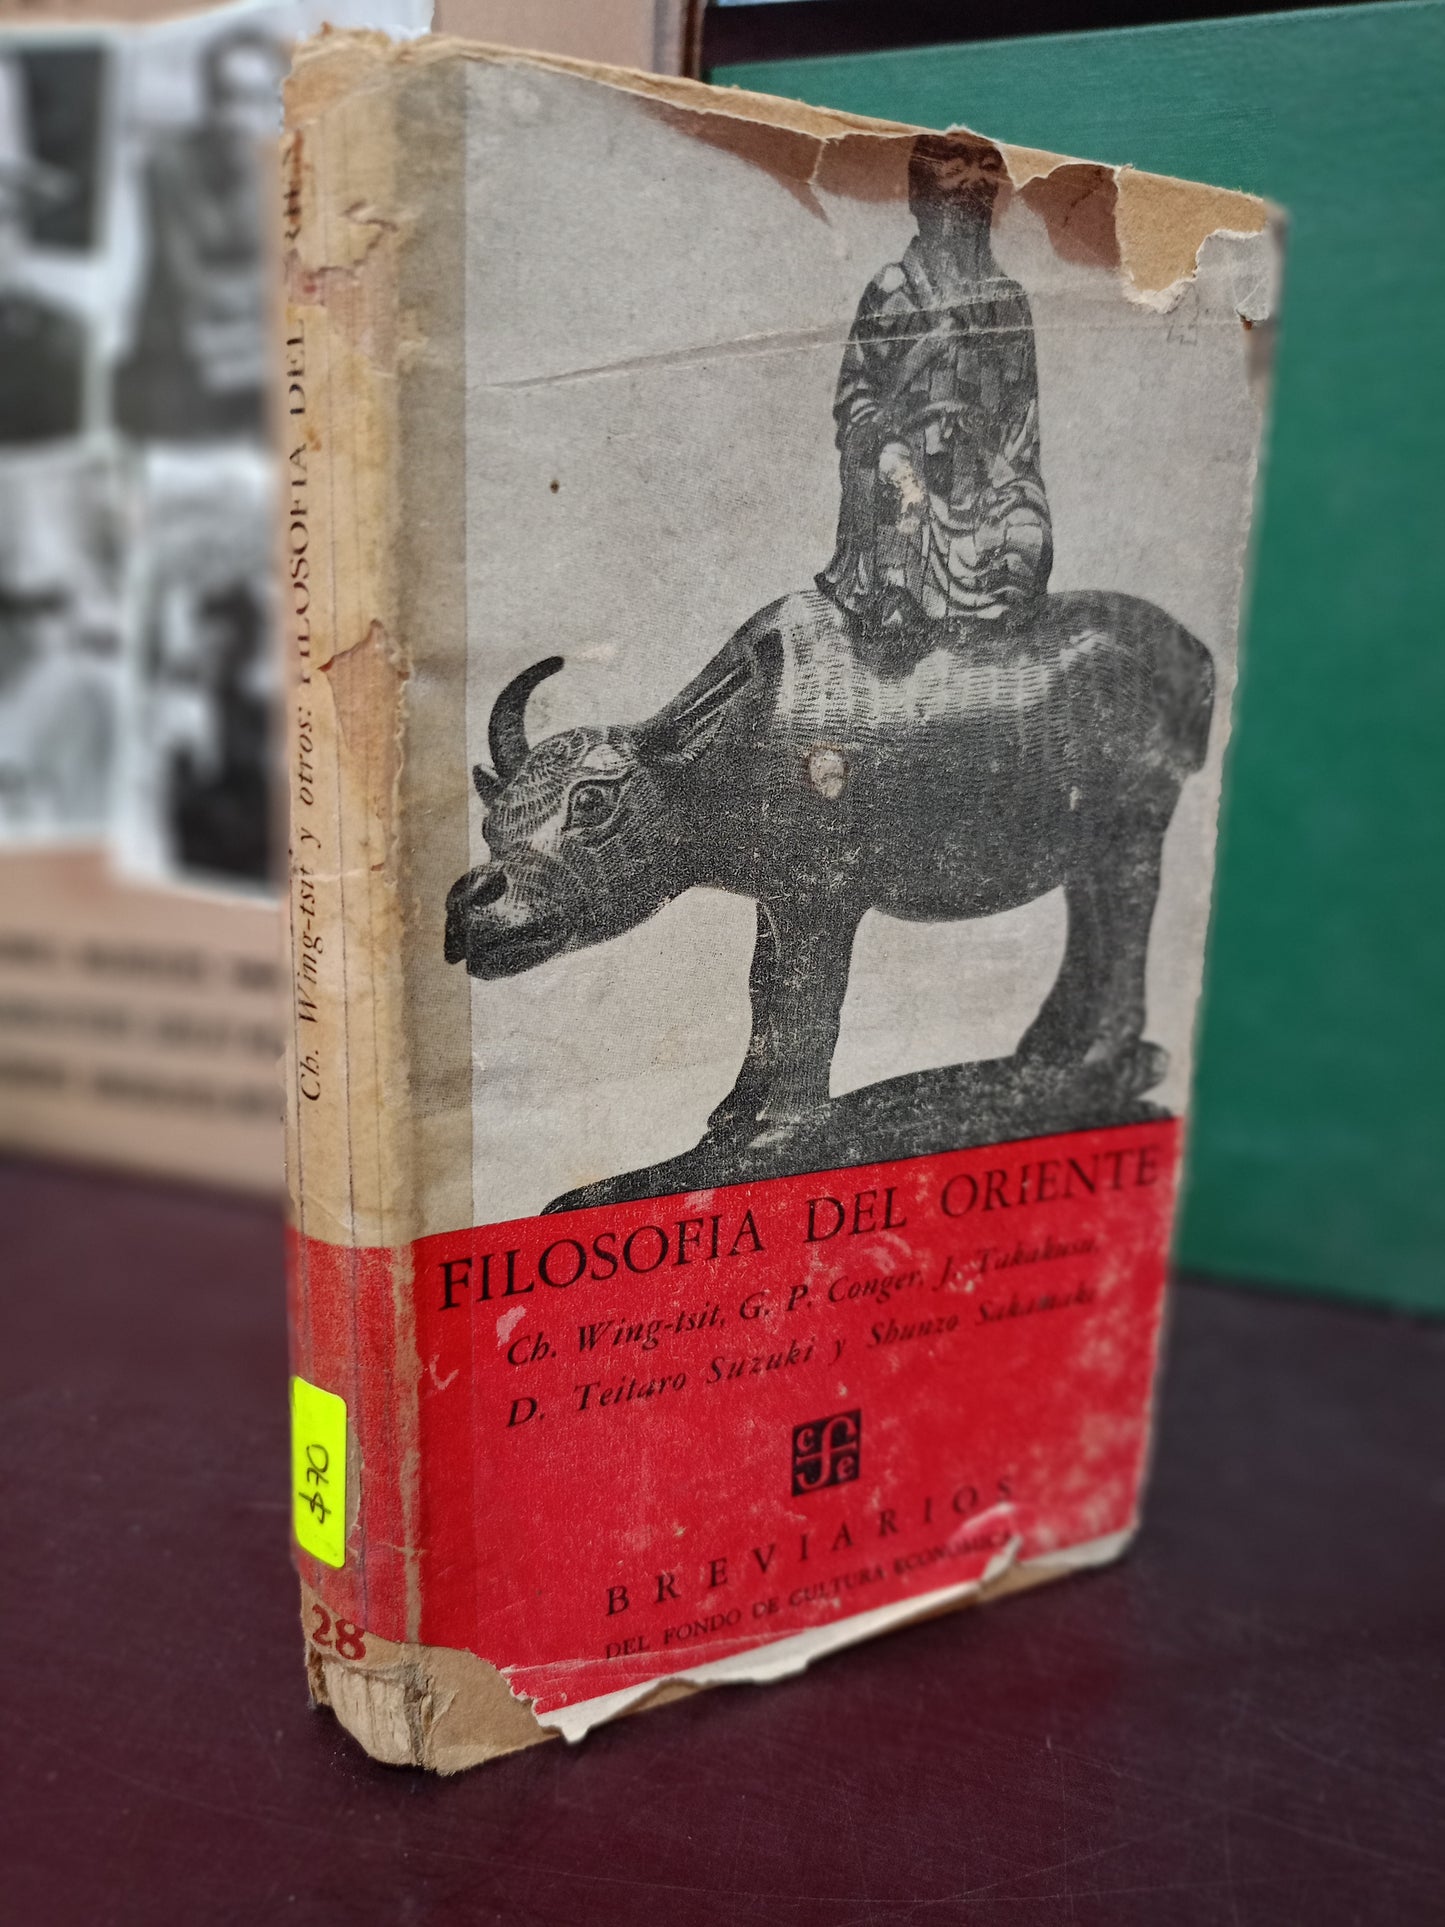 Ch. Wing-tsit y otros: FILOSOFIA DEL
$70
28
FILOSOFIA DEL ORIENTE
Ch. Wing-tsit, G. P. Conger, J. Takakusu,
D. Teitaro Suzuki y Shunzo Sakamaki
c f e
BREVIARIOS
DEL FONDO DE CULTURA ECONOMICA